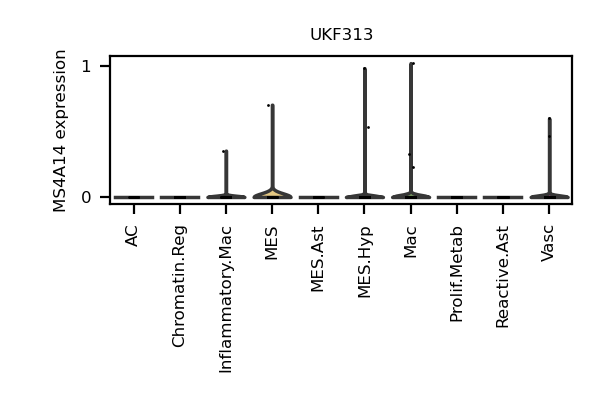 UKF313
MS4A14 expression
1
0
AC
Chromatin.Reg
Inflammatory.Mac
MES
MES.Ast
MES.Hyp
Mac
Prolif.Metab
Reactive.Ast
Vasc